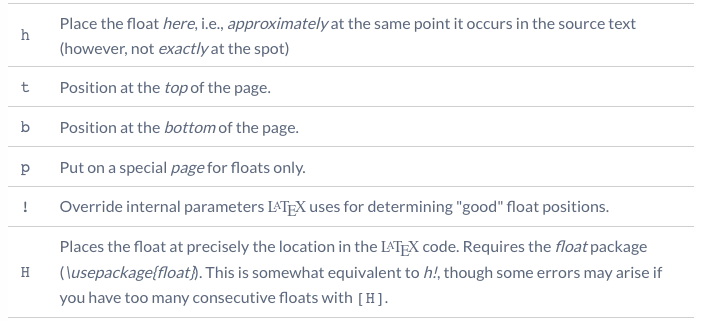 h Place the float here, i.e., approximately at the same point it occurs in the source text
(however, not exactly at the spot)
t Position at the top of the page.
b Position at the bottom of the page.
p Put on a special page for floats only.
! Override internal parameters LATEX uses for determining "good" float positions.
Places the float at precisely the location in the LATEX code. Requires the float package
H (\usepackage{float}). This is somewhat equivalent to h!, though some errors may arise if
you have too many consecutive floats with [H].